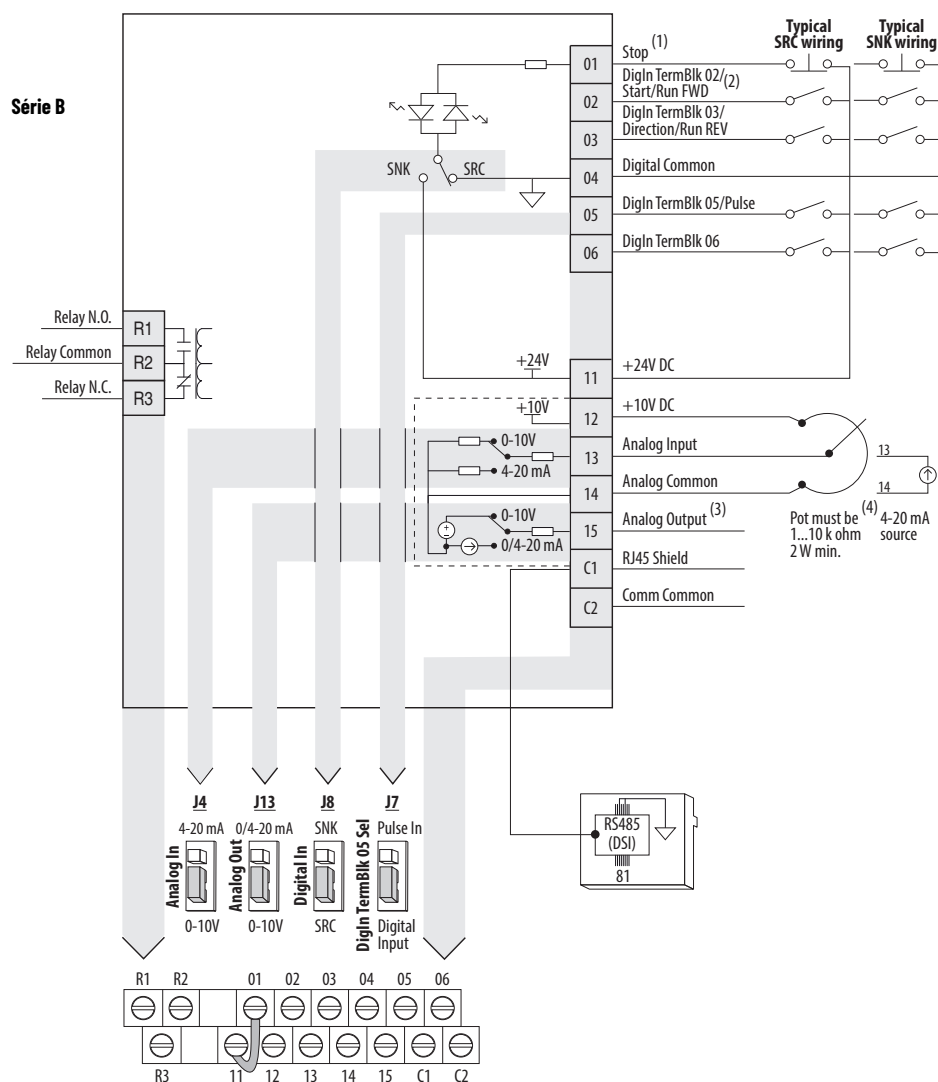 Série B
Typical
SRC wiring
Typical
SNK wiring
01
Stop (1)
02
DigIn TermBlk 02/
Start/Run FWD (2)
03
DigIn TermBlk 03/
Direction/Run REV
SNK
SRC
04
Digital Common
05
DigIn TermBlk 05/Pulse
06
DigIn TermBlk 06
Relay N.O.
R1
Relay Common
R2
Relay N.C.
R3
+24V
11
+24V DC
+10V
12
+10V DC
0-10V
4-20 mA
13
Analog Input
14
Analog Common
13
14
0-10V
0/4-20 mA
15
Analog Output (3)
Pot must be (4)
1...10 k ohm
2 W min.
4-20 mA
source
C1
RJ45 Shield
C2
Comm Common
J4
J13
J8
J7
4-20 mA
0/4-20 mA
SNK
Pulse In
Analog In
Analog Out
Digital In
DigIn TermBlk 05 Sel
0-10V
0-10V
SRC
Digital
Input
RS485
(DSI)
81
R1 R2 01 02 03 04 05 06
R3 11 12 13 14 15 C1 C2